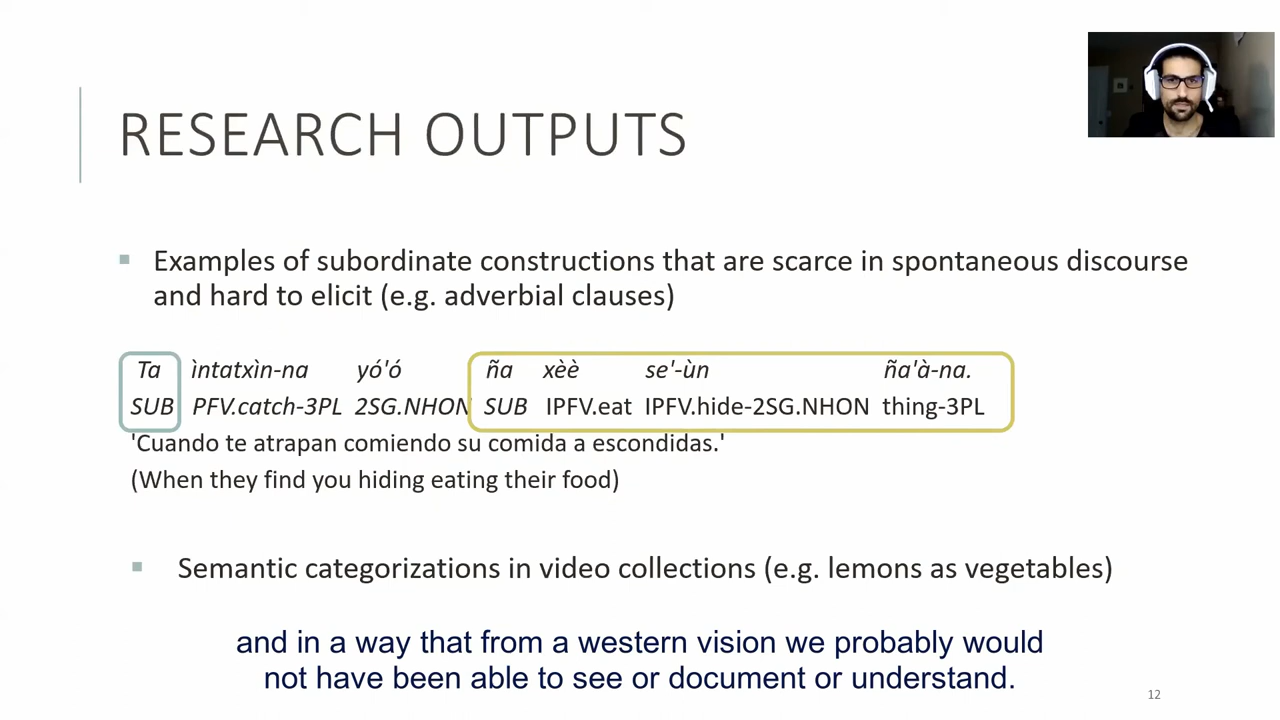 RESEARCH OUTPUTS
Examples of subordinate constructions that are scarce in spontaneous discourse
and hard to elicit (e.g. adverbial clauses)
Ta ìntatxìn-na yó'ó ña xèè se'-ùn ña'à-na.
SUB PFV.catch-3PL 2SG.NHON SUB IPFV.eat IPFV.hide-2SG.NHON thing-3PL
'Cuando te atrapan comiendo su comida a escondidas.'
(When they find you hiding eating their food)
Semantic categorizations in video collections (e.g. lemons as vegetables)
and in a way that from a western vision we probably would
not have been able to see or document or understand.
12